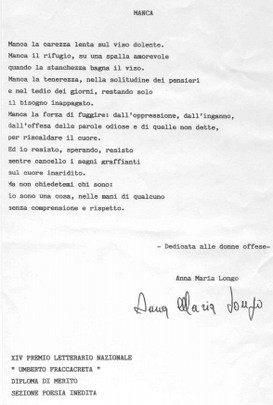 MANCA
Manca la carezza lenta sul viso dolente.
Manca il rifugio, su una spalla amorevole
quando la stanchezza bagna il viso.
Manca la tenerezza, nella solitudine dei pensieri
e nel tedio dei giorni, restando solo
il bisogno inappagato.
Manca la forza di fuggire: dall'oppressione, dall'inganno,
dall'offesa delle parole odiose e di quelle non dette,
per riscaldare il cuore.
Ed io resisto, sperando, resisto
mentre cancello i segni graffianti
sul cuore inaridito.
Ma non chiedetemi chi sono:
io sono una cosa, nelle mani di qualcuno
senza comprensione e rispetto.
- Dedicata alle donne offese-
Anna Maria Longo
Anna Maria Longo
XIV PREMIO LETTERARIO NAZIONALE
" UMBERTO FRACCACRETA "
DIPLOMA DI MERITO
SEZIONE POESIA INEDITA